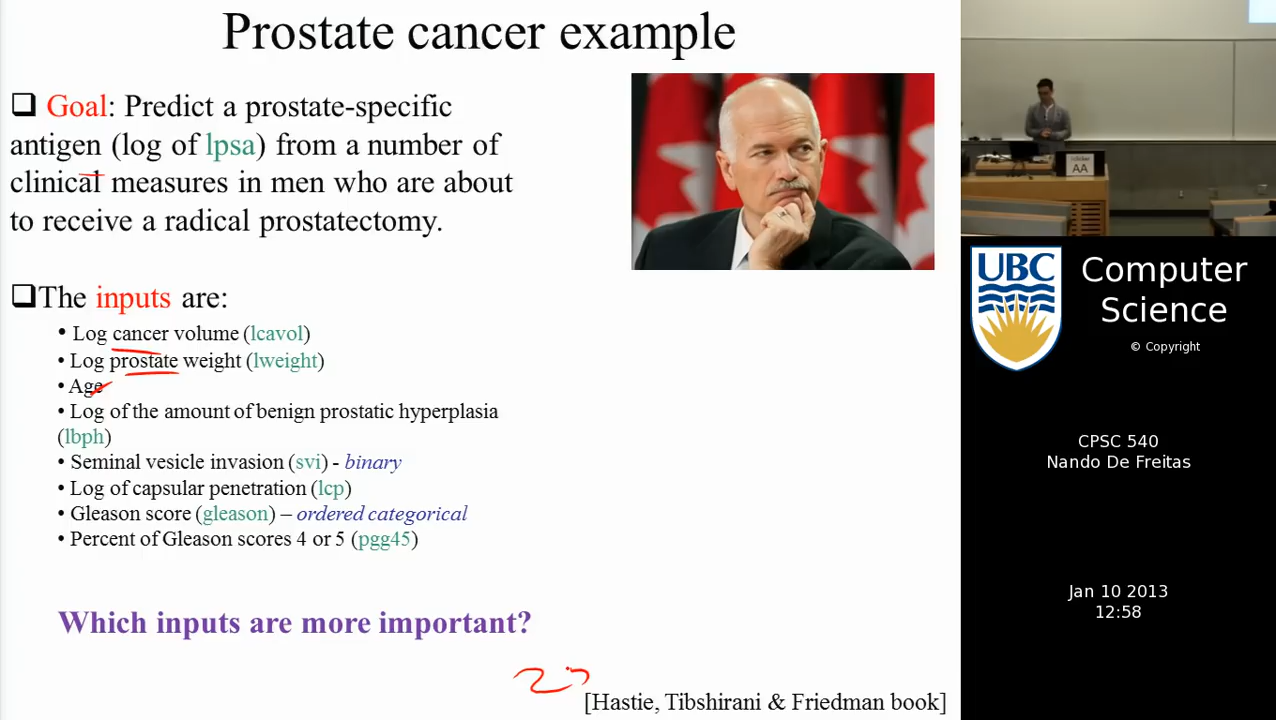 Prostate cancer example
❑ Goal: Predict a prostate-specific
antigen (log of lpsa) from a number of
clinical measures in men who are about
to receive a radical prostatectomy.
❑The inputs are:
• Log cancer volume (lcavol)
• Log prostate weight (lweight)
• Age
• Log of the amount of benign prostatic hyperplasia
(lbph)
• Seminal vesicle invasion (svi) - binary
• Log of capsular penetration (lcp)
• Gleason score (gleason) – ordered categorical
• Percent of Gleason scores 4 or 5 (pgg45)
Which inputs are more important?
[Hastie, Tibshirani & Friedman book]
AA
UBC
Computer
Science
© Copyright
CPSC 540
Nando De Freitas
Jan 10 2013
12:58